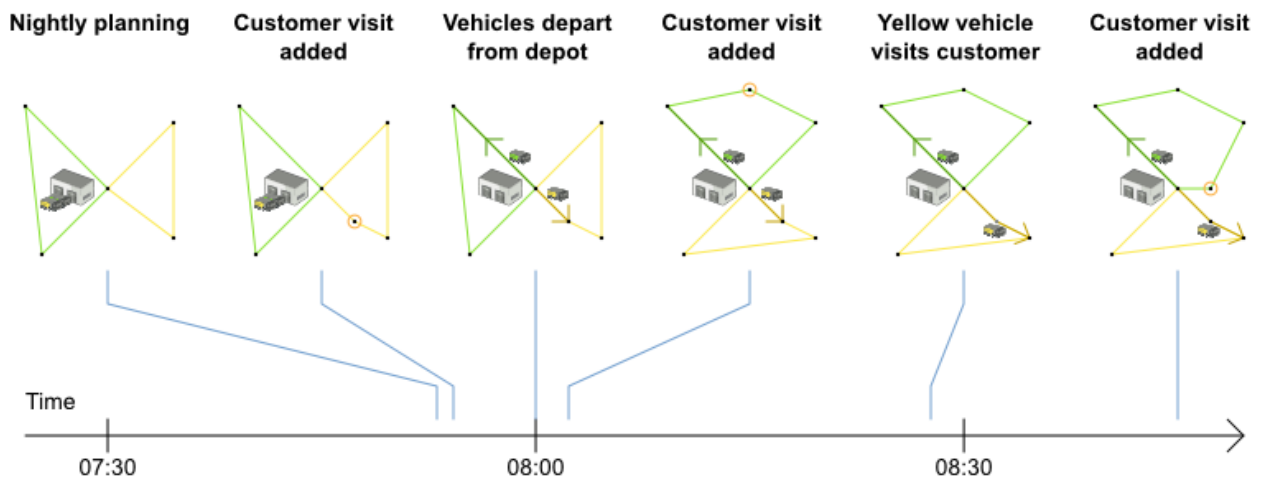 Nightly planning
Customer visit
added
Vehicles depart
from depot
Customer visit
added
Yellow vehicle
visits customer
Customer visit
added
Time
07:30
08:00
08:30